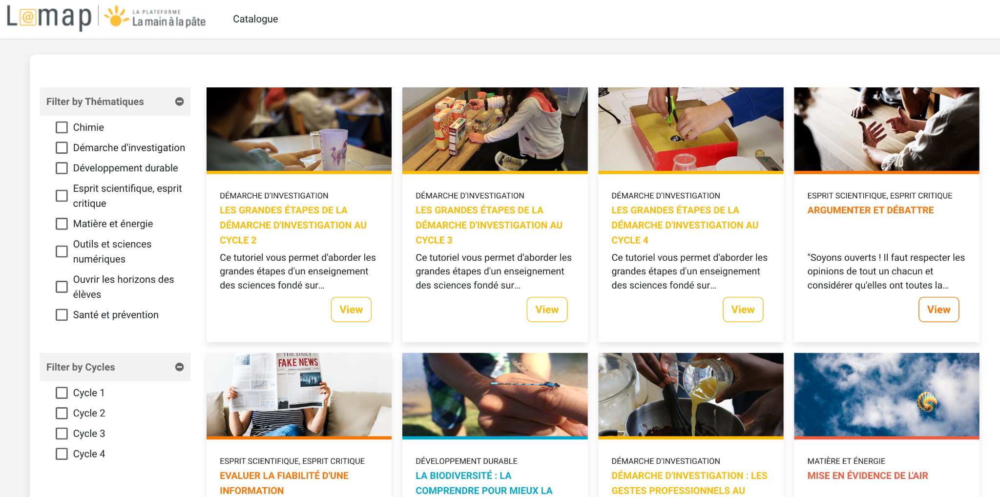 L@map
LA PLATEFORME
La main à la pâte
Catalogue
Filter by Thématiques
Chimie
Démarche d'investigation
Développement durable
Esprit scientifique, esprit
critique
Matière et énergie
Outils et sciences
numériques
Ouvrir les horizons des
élèves
Santé et prévention
Filter by Cycles
Cycle 1
Cycle 2
Cycle 3
Cycle 4
DÉMARCHE D'INVESTIGATION
LES GRANDES ÉTAPES DE LA
DÉMARCHE D'INVESTIGATION AU
CYCLE 2
Ce tutoriel vous permet d'aborder les
grandes étapes d'un enseignement
des sciences fondé sur...
View
DÉMARCHE D'INVESTIGATION
LES GRANDES ÉTAPES DE LA
DÉMARCHE D'INVESTIGATION AU
CYCLE 3
Ce tutoriel vous permet d'aborder les
grandes étapes d'un enseignement
des sciences fondé sur...
View
DÉMARCHE D'INVESTIGATION
LES GRANDES ÉTAPES DE LA
DÉMARCHE D'INVESTIGATION AU
CYCLE 4
Ce tutoriel vous permet d'aborder les
grandes étapes d'un enseignement
des sciences fondé sur...
View
ESPRIT SCIENTIFIQUE, ESPRIT CRITIQUE
ARGUMENTER ET DÉBATTRE
"Soyons ouverts ! Il faut respecter les
opinions de tout un chacun et
considérer qu'elles ont toutes la...
View
THE DAILY
FAKE NEWS
ESPRIT SCIENTIFIQUE, ESPRIT CRITIQUE
EVALUER LA FIABILITÉ D'UNE
INFORMATION
DÉVELOPPEMENT DURABLE
LA BIODIVERSITÉ : LA
COMPRENDRE POUR MIEUX LA
DÉMARCHE D'INVESTIGATION
DÉMARCHE D'INVESTIGATION : LES
GESTES PROFESSIONNELS AU
MATIÈRE ET ÉNERGIE
MISE EN ÉVIDENCE DE L'AIR